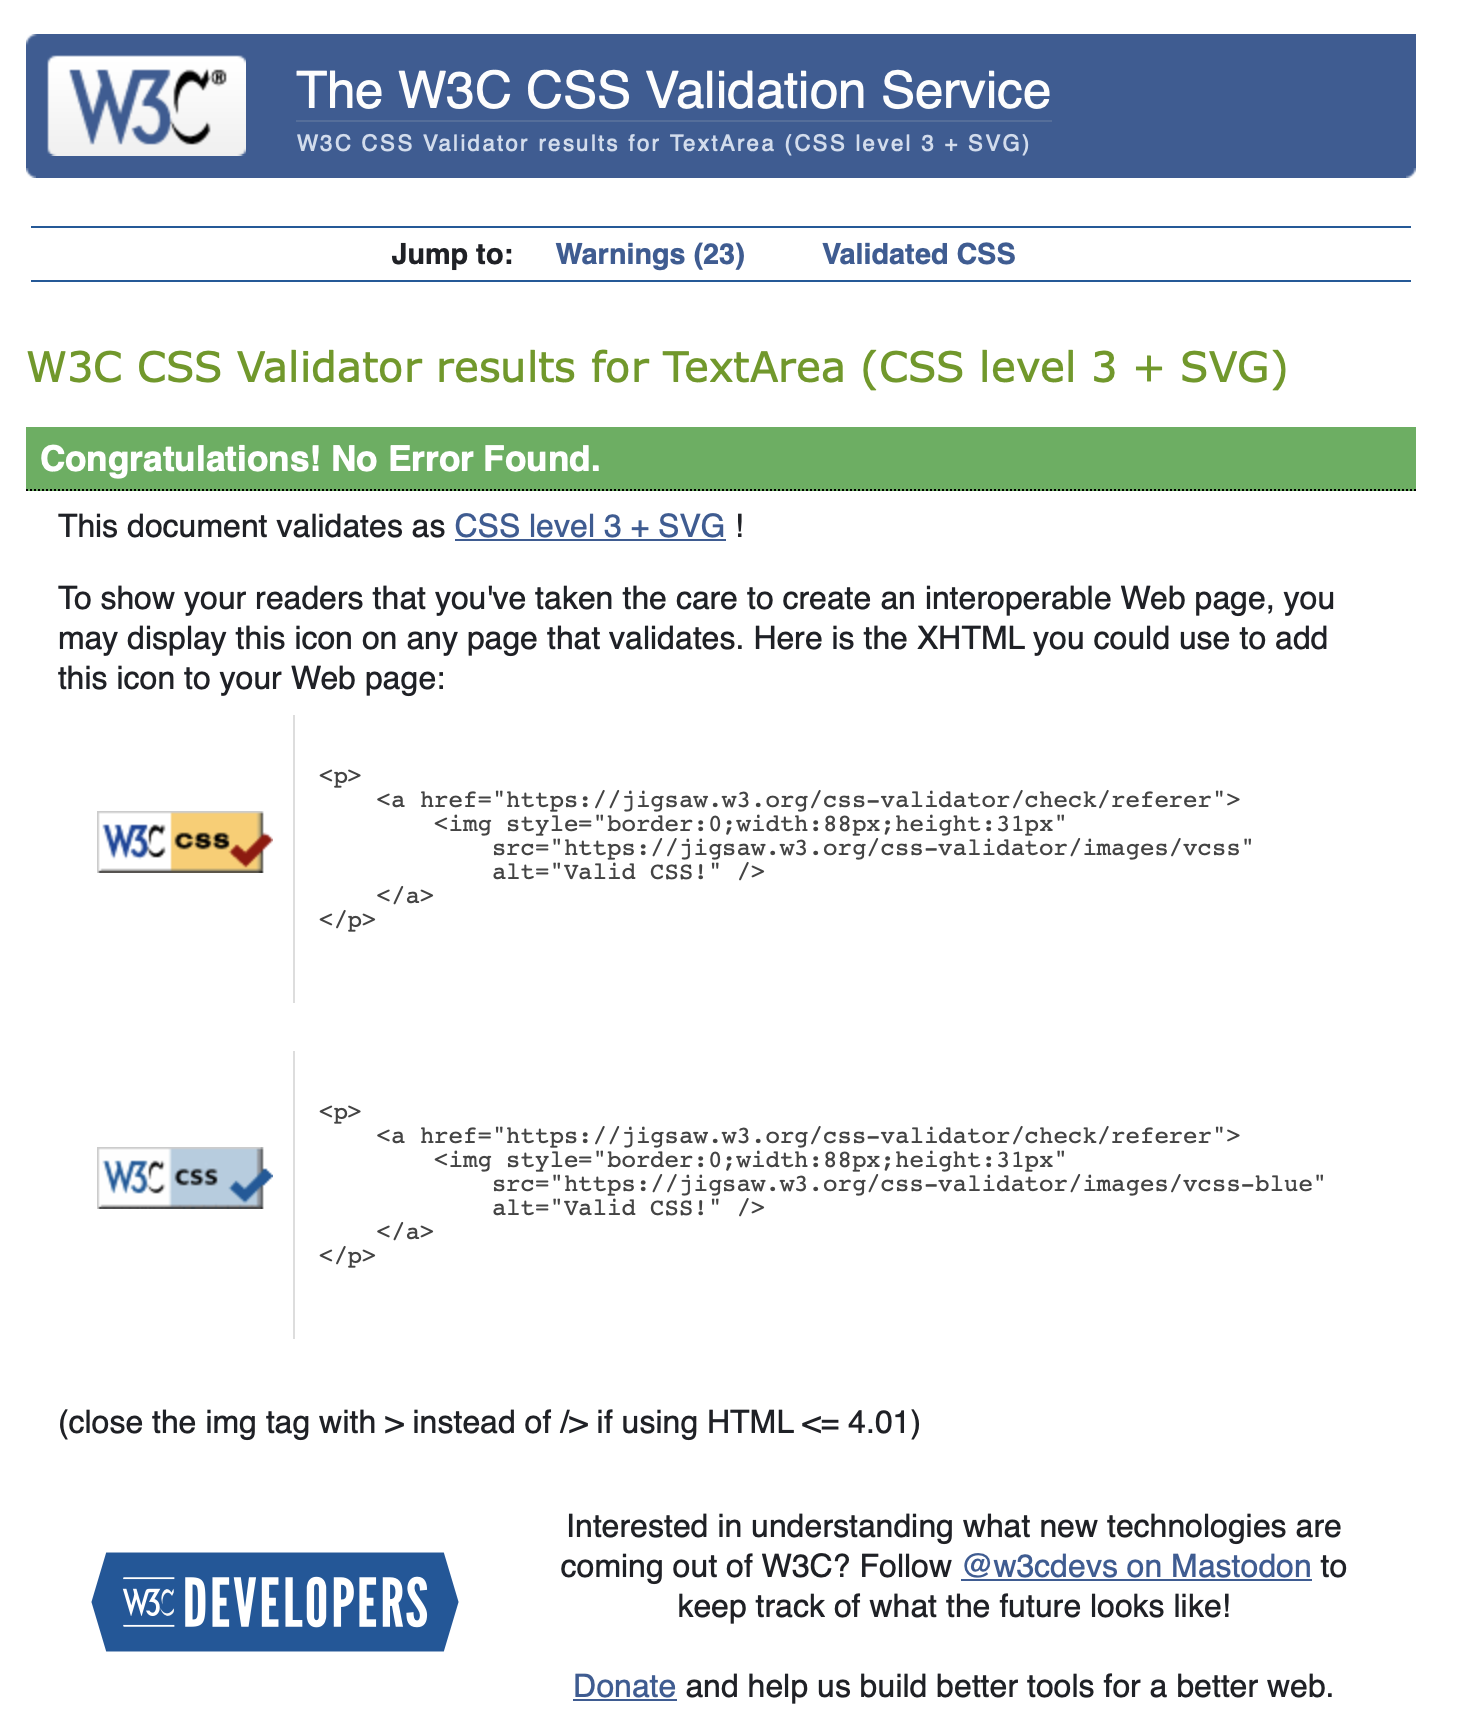 W3C®
The W3C CSS Validation Service
W3C CSS Validator results for TextArea (CSS level 3 + SVG)
Jump to: Warnings (23) Validated CSS
W3C CSS Validator results for TextArea (CSS level 3 + SVG)
Congratulations! No Error Found.
This document validates as CSS level 3 + SVG !
To show your readers that you've taken the care to create an interoperable Web page, you
may display this icon on any page that validates. Here is the XHTML you could use to add
this icon to your Web page:
W3C css
<p>
    <a href="https://jigsaw.w3.org/css-validator/check/referer">
        <img style="border:0;width:88px;height:31px"
            src="https://jigsaw.w3.org/css-validator/images/vcss"
            alt="Valid CSS!" />
    </a>
</p>
W3C css
<p>
    <a href="https://jigsaw.w3.org/css-validator/check/referer">
        <img style="border:0;width:88px;height:31px"
            src="https://jigsaw.w3.org/css-validator/images/vcss-blue"
            alt="Valid CSS!" />
    </a>
</p>
(close the img tag with > instead of /> if using HTML <= 4.01)
W3C DEVELOPERS
Interested in understanding what new technologies are
coming out of W3C? Follow @w3cdevs on Mastodon to
keep track of what the future looks like!
Donate and help us build better tools for a better web.